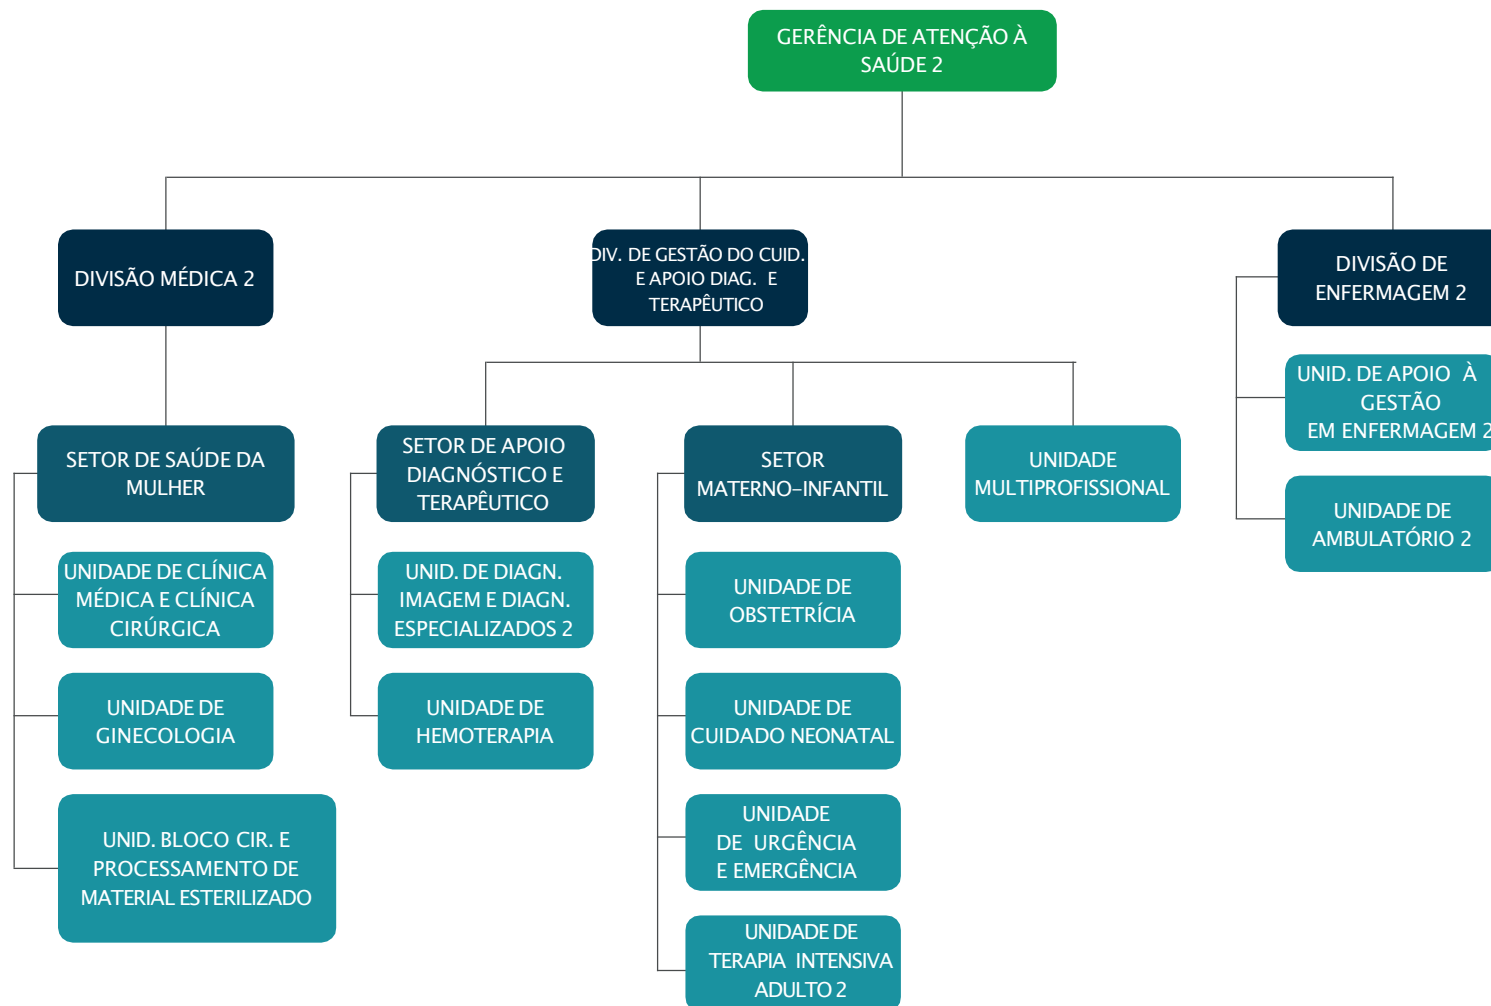 GERÊNCIA DE ATENÇÃO À
SAÚDE 2
DIVISÃO MÉDICA 2
DIV. DE GESTÃO DO CUID.
E APOIO DIAG. E
TERAPÊUTICO
DIVISÃO DE
ENFERMAGEM 2
UNID. DE APOIO À
GESTÃO
EM ENFERMAGEM 2
UNIDADE DE
AMBULATÓRIO 2
SETOR DE SAÚDE DA
MULHER
SETOR DE APOIO
DIAGNÓSTICO E
TERAPÊUTICO
SETOR
MATERNO-INFANTIL
UNIDADE
MULTIPROFISSIONAL
UNIDADE DE CLÍNICA
MÉDICA E CLÍNICA
CIRÚRGICA
UNIDADE DE
GINECOLOGIA
UNID. BLOCO CIR. E
PROCESSAMENTO DE
MATERIAL ESTERILIZADO
UNID. DE DIAGN.
IMAGEM E DIAGN.
ESPECIALIZADOS 2
UNIDADE DE
HEMOTERAPIA
UNIDADE DE
OBSTETRÍCIA
UNIDADE DE
CUIDADO NEONATAL
UNIDADE
DE URGÊNCIA
E EMERGÊNCIA
UNIDADE DE
TERAPIA INTENSIVA
ADULTO 2